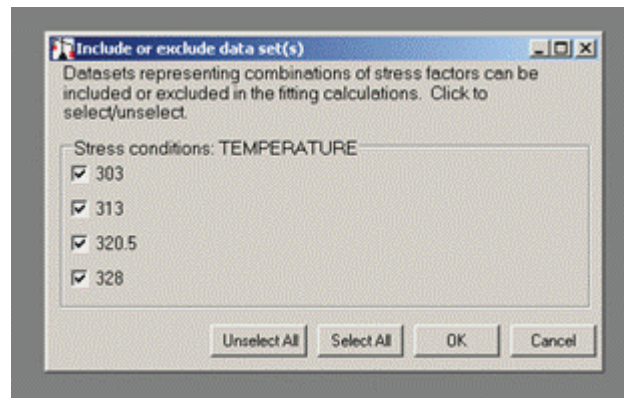 Include or exclude data set(s)
Datasets representing combinations of stress factors can be
included or excluded in the fitting calculations. Click to
select/unselect.
Stress conditions: TEMPERATURE
303
313
320.5
328
Unselect All Select All OK Cancel